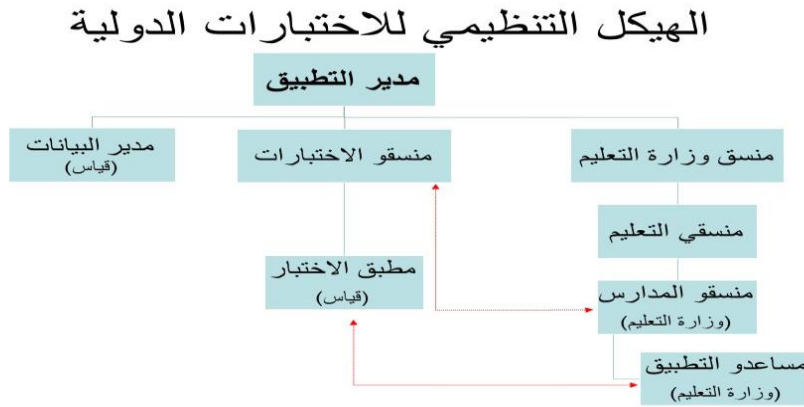 الهيكل التنظيمي للاختبارات الدولية
مدير التطبيق
منسق وزارة التعليم
منسقو الاختبارات
مدير البيانات
(قياس)
منسقي التعليم
مطبق الاختبار
(قياس)
منسقو المدارس
(وزارة التعليم)
مساعدو التطبيق
(وزارة التعليم)